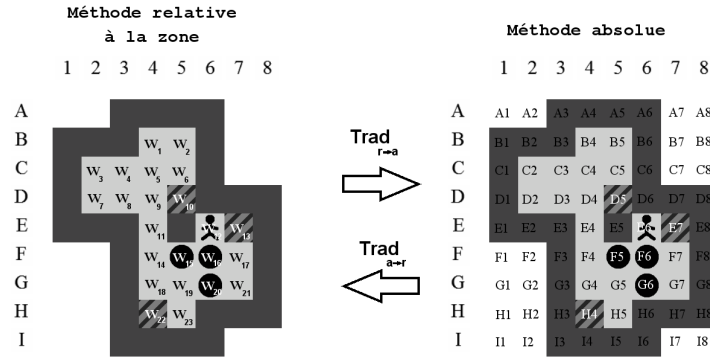 Méthode relative
à la zone
1 2 3 4 5 6 7 8
A
B W1 W2
C W3 W4 W5 W6
D W7 W8 W9 W10
E W11 W13
F W14 W15 W16 W17
G W18 W19 W20 W21
H W22 W23
I
Trad r→a
Trad a→r
Méthode absolue
1 2 3 4 5 6 7 8
A A1 A2 A3 A4 A5 A6 A7 A8
B B1 B2 B3 B4 B5 B6 B7 B8
C C1 C2 C3 C4 C5 C6 C7 C8
D D1 D2 D3 D4 D5 D6 D7 D8
E E1 E2 E3 E4 E5 E6 E7 E8
F F1 F2 F3 F4 F5 F6 F7 F8
G G1 G2 G3 G4 G5 G6 G7 G8
H H1 H2 H3 H4 H5 H6 H7 H8
I I1 I2 I3 I4 I5 I6 I7 I8